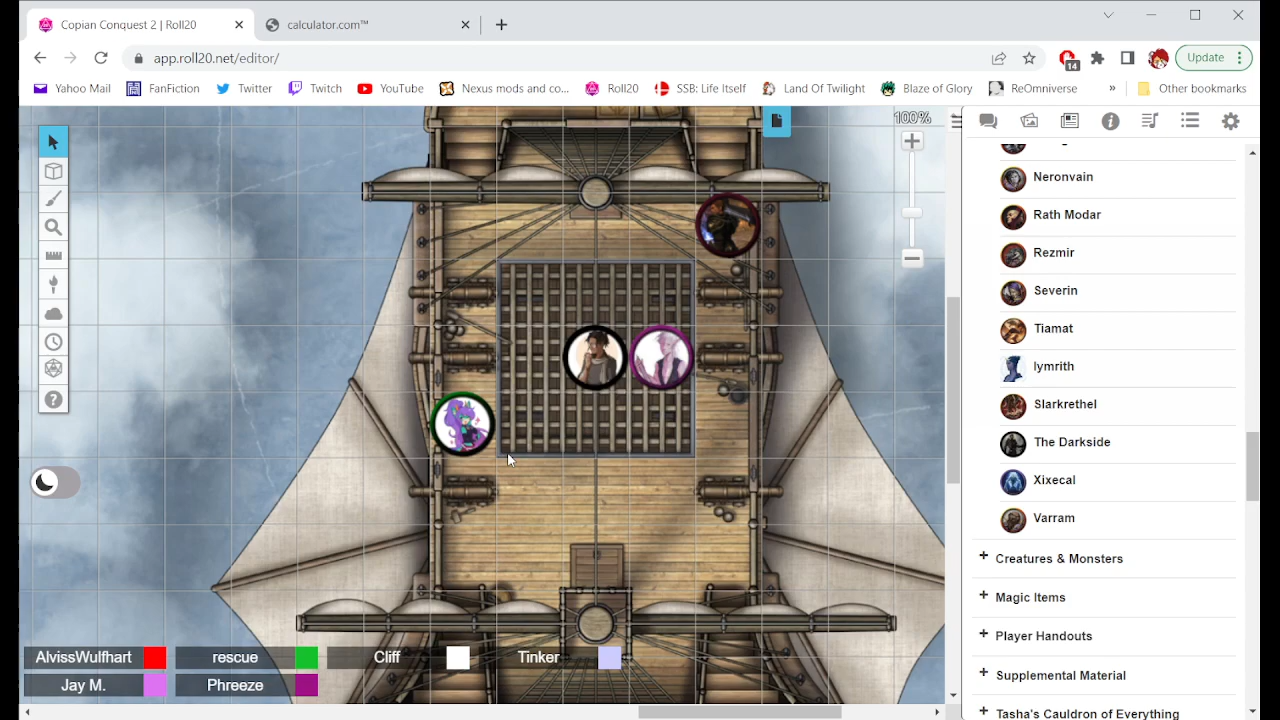 Copian Conquest 2 | Roll20
calculator.com™
app.roll20.net/editor/
14
Update
Yahoo Mail
FanFiction
Twitter
Twitch
YouTube
Nexus mods and co...
Roll20
SSB: Life Itself
Land Of Twilight
Blaze of Glory
ReOmniverse
»
Other bookmarks
100%
Neronvain
Rath Modar
Rezmir
Severin
Tiamat
Iymrith
Slarkrethel
The Darkside
Xixecal
Varram
Creatures & Monsters
Magic Items
Player Handouts
Supplemental Material
Tasha's Cauldron of Everything
AlvissWulfhart
rescue
Cliff
Tinker
Jay M.
Phreeze